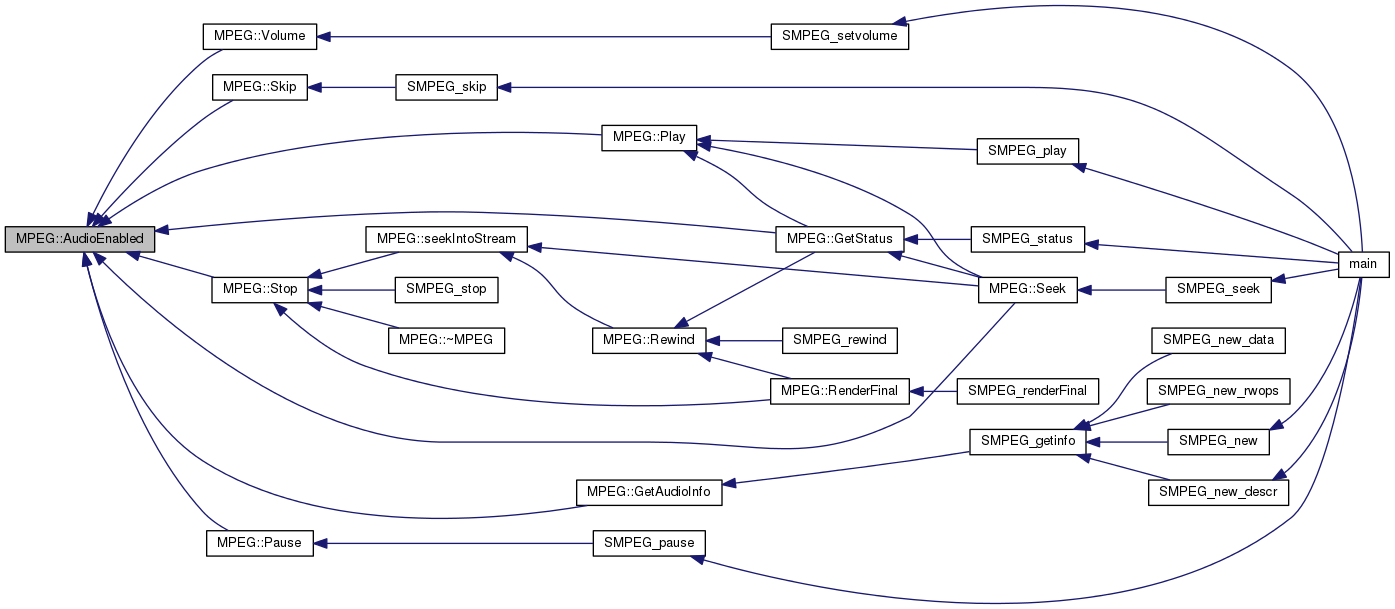 MPEG::Volume
SMPEG_setvolume
MPEG::Skip
SMPEG_skip
MPEG::Play
SMPEG_play
MPEG::AudioEnabled
MPEG::seekIntoStream
MPEG::GetStatus
SMPEG_status
main
MPEG::Stop
SMPEG_stop
MPEG::Seek
SMPEG_seek
MPEG::~MPEG
MPEG::Rewind
SMPEG_rewind
SMPEG_new_data
MPEG::RenderFinal
SMPEG_renderFinal
SMPEG_new_rwops
SMPEG_getinfo
SMPEG_new
MPEG::GetAudioInfo
SMPEG_new_descr
MPEG::Pause
SMPEG_pause